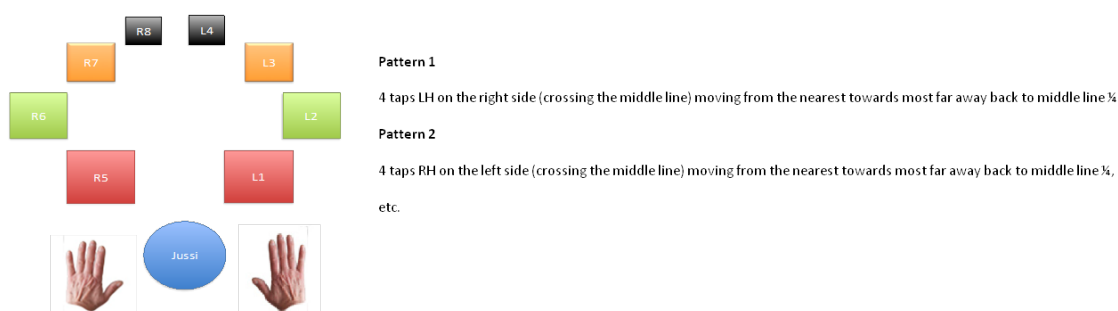 R8 L4
R7 L3
R6 L2
R5 L1
Jussi
Pattern 1
4 taps LH on the right side (crossing the middle line) moving from the nearest towards most far away back to middle line ¼
Pattern 2
4 taps RH on the left side (crossing the middle line) moving from the nearest towards most far away back to middle line ¼,
etc.